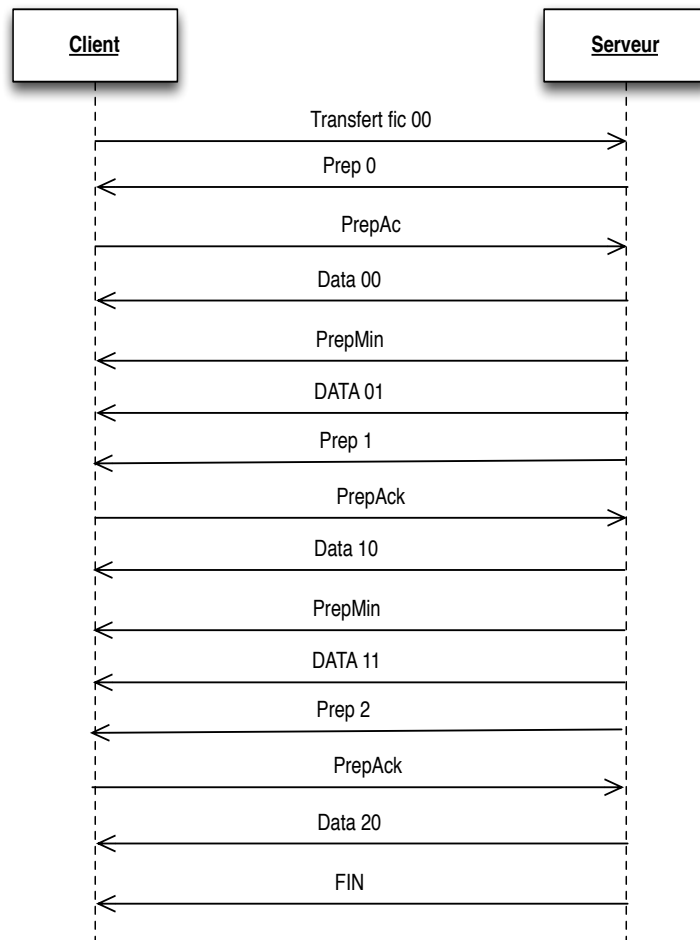 Client
Serveur
Transfert fic 00
Prep 0
PrepAc
Data 00
PrepMin
DATA 01
Prep 1
PrepAck
Data 10
PrepMin
DATA 11
Prep 2
PrepAck
Data 20
FIN